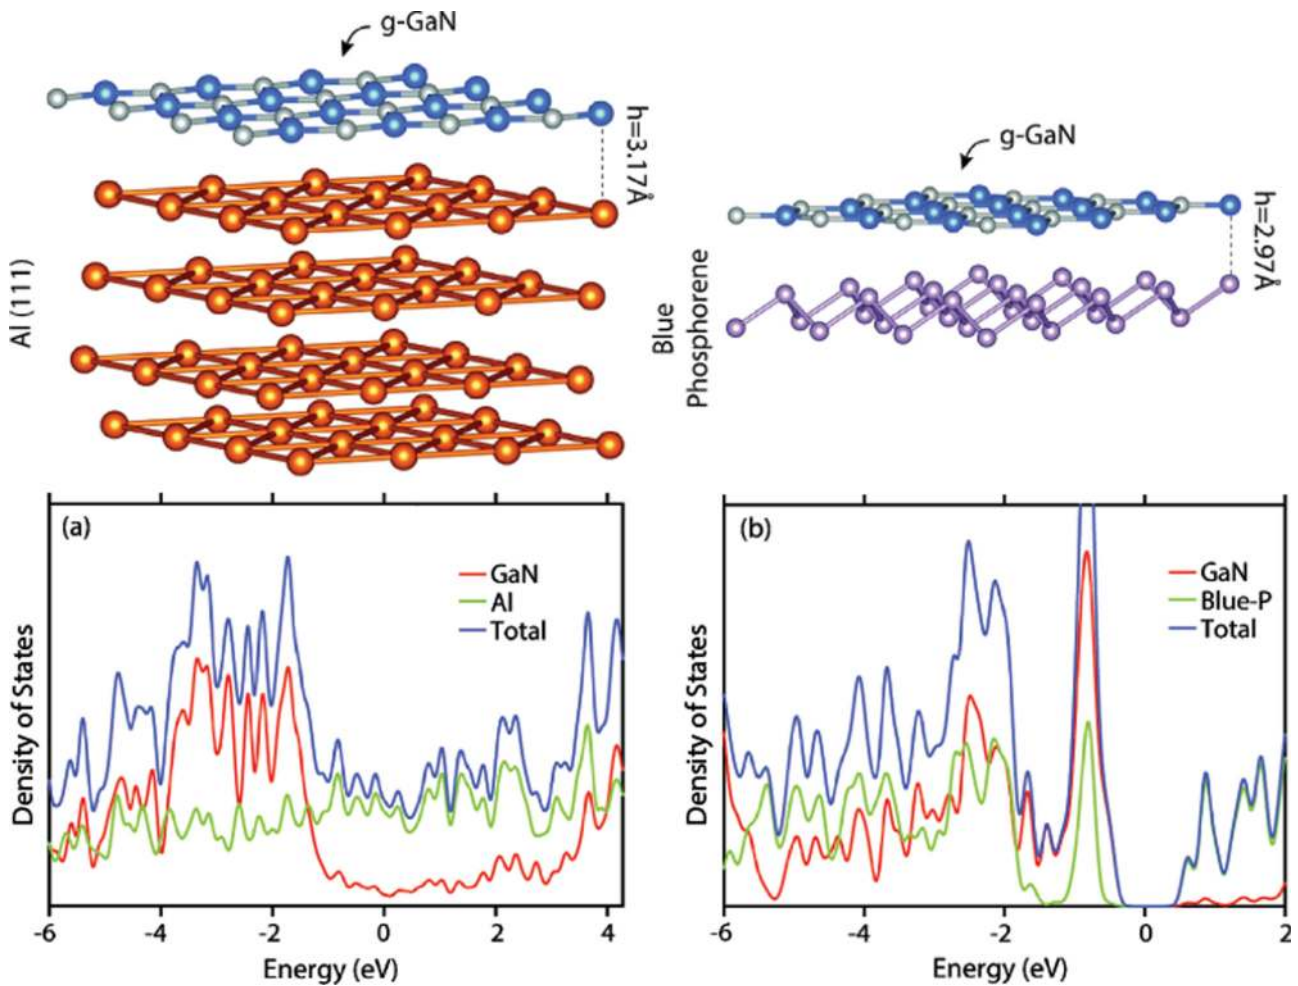 g-GaN
h=3.17Å
Al (111)
g-GaN
h=2.97Å
Blue
Phosphorene
(a)
GaN
Al
Total
Density of States
-6
-4
-2
0
2
4
Energy (eV)
(b)
GaN
Blue-P
Total
Density of States
-6
-4
-2
0
2
Energy (eV)